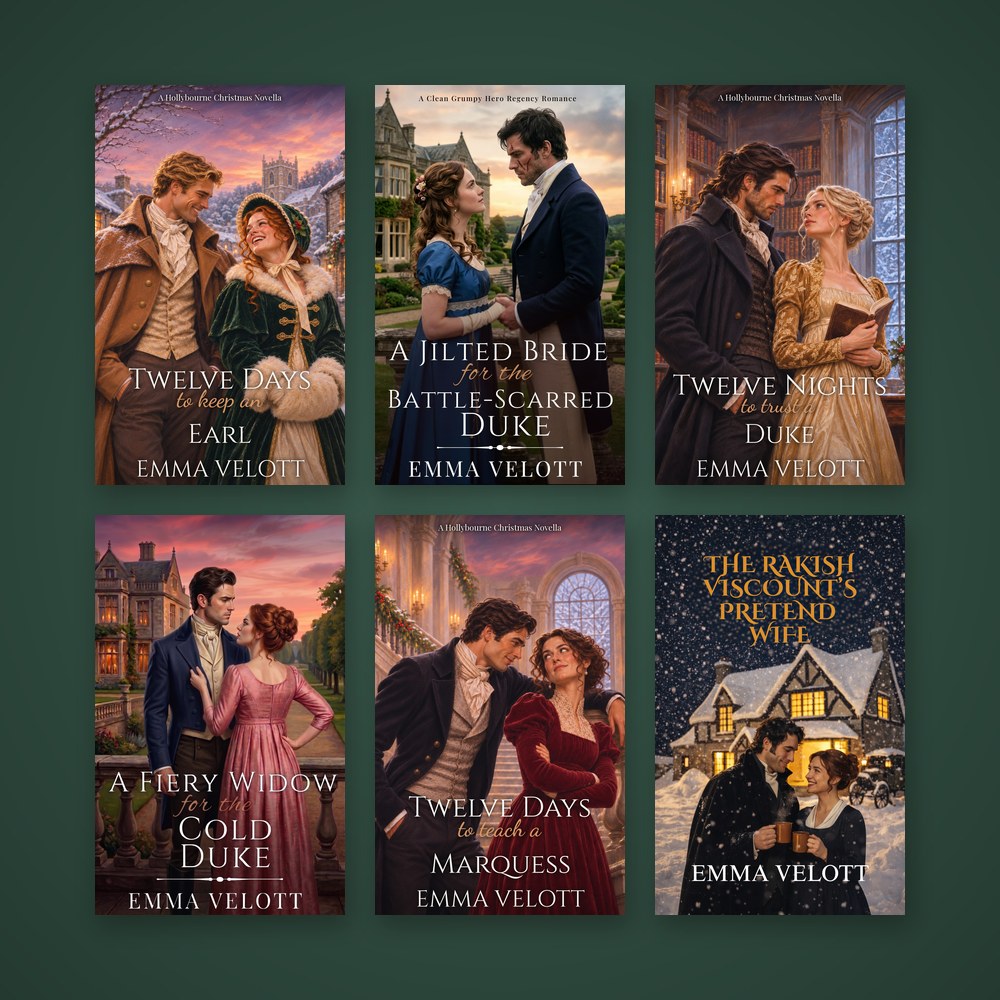 A Hollybourne Christmas Novella
TWELVE DAYS
to keep an
EARL
EMMA VELOTT
A Clean Grumpy Hero Regency Romance
A JILTED BRIDE
for the
BATTLE-SCARRED
DUKE
EMMA VELOTT
A Hollybourne Christmas Novella
TWELVE NIGHTS
to trust a
DUKE
EMMA VELOTT
A FIERY WIDOW
for the
COLD
DUKE
EMMA VELOTT
A Hollybourne Christmas Novella
TWELVE DAYS
to teach a
MARQUESS
EMMA VELOTT
THE RAKISH
VISCOUNT'S
PRETEND
WIFE
EMMA VELOTT